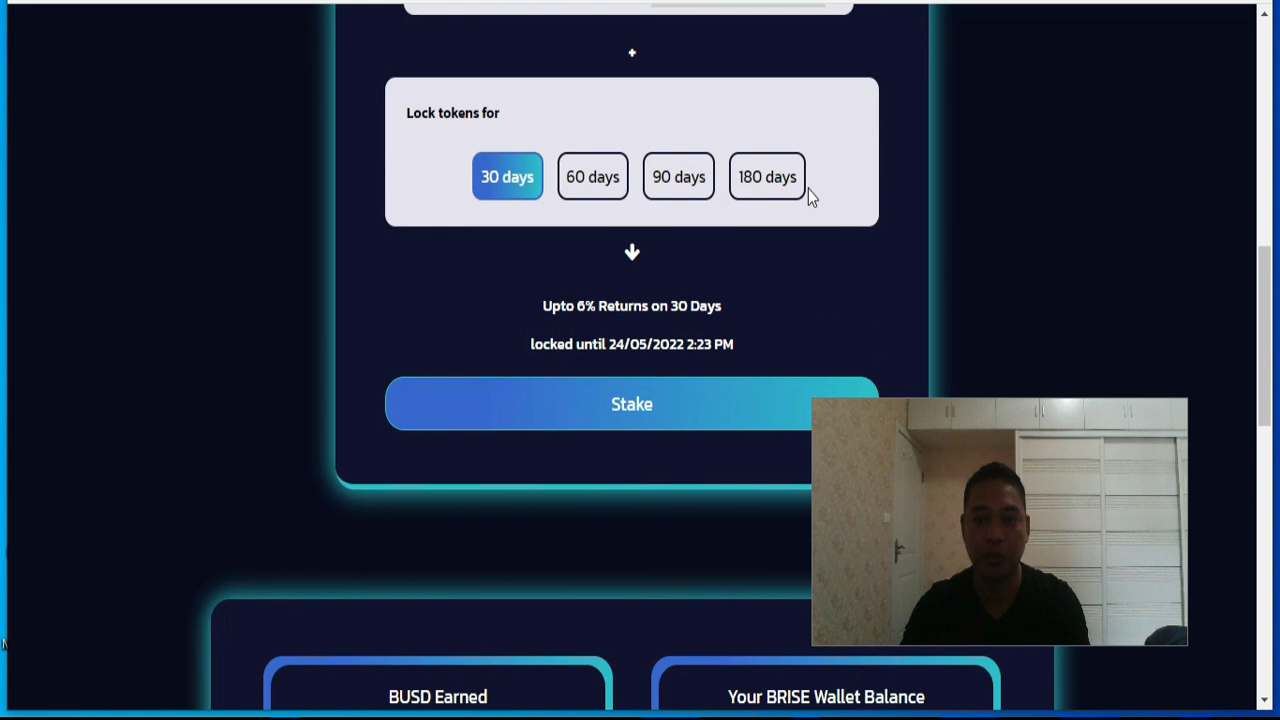 +
Lock tokens for
30 days
60 days
90 days
180 days
Upto 6% Returns on 30 Days
locked until 24/05/2022 2:23 PM
Stake
BUSD Earned
Your BRISE Wallet Balance